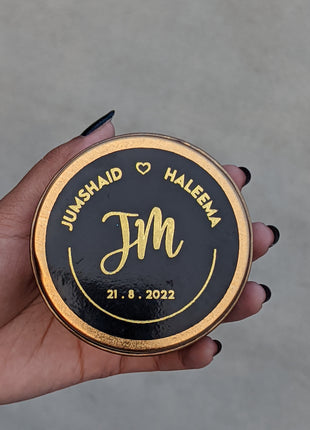 JUMSHAID ♡ HALEEMA
JM
21 . 8 . 2022